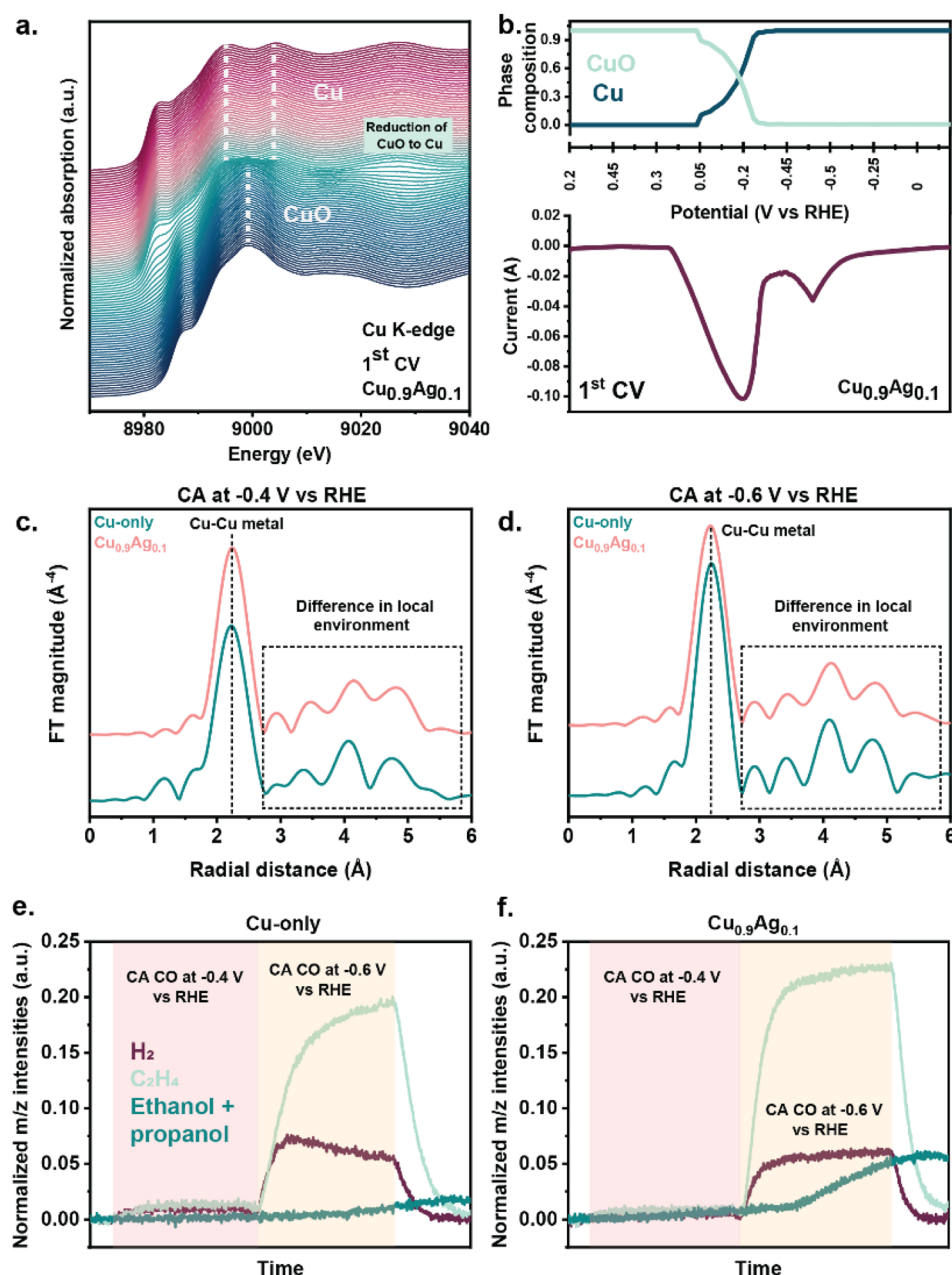 a.
Normalized absorption (a.u.)
Cu
Reduction of
CuO to Cu
CuO
Cu K-edge
1st CV
Cu0.9Ag0.1
8980 9000 9020 9040
Energy (eV)
b.
Phase
composition
0.9
0.5
0.0
CuO
Cu
0.2 0.45 0.3 0.05 -0.2 -0.45 -0.5 -0.25 0
Potential (V vs RHE)
Current (A)
0.02
0.00
-0.02
-0.04
-0.06
-0.08
-0.10
1st CV
Cu0.9Ag0.1
c.
CA at -0.4 V vs RHE
Cu-only
Cu0.9Ag0.1
Cu-Cu metal
Difference in local
environment
FT magnitude (Å-4)
0 1 2 3 4 5 6
Radial distance (Å)
d.
CA at -0.6 V vs RHE
Cu-only
Cu0.9Ag0.1
Cu-Cu metal
Difference in local
environment
FT magnitude (Å-4)
0 1 2 3 4 5 6
Radial distance (Å)
e.
Cu-only
Normalized m/z intensities (a.u.)
0.25
0.20
0.15
0.10
0.05
0.00
CA CO at -0.4 V
vs RHE
CA CO at -0.6 V
vs RHE
H2
C2H4
Ethanol +
propanol
Time
f.
Cu0.9Ag0.1
Normalized m/z intensities (a.u.)
0.25
0.20
0.15
0.10
0.05
0.00
CA CO at -0.4 V
vs RHE
CA CO at -0.6 V
vs RHE
Time